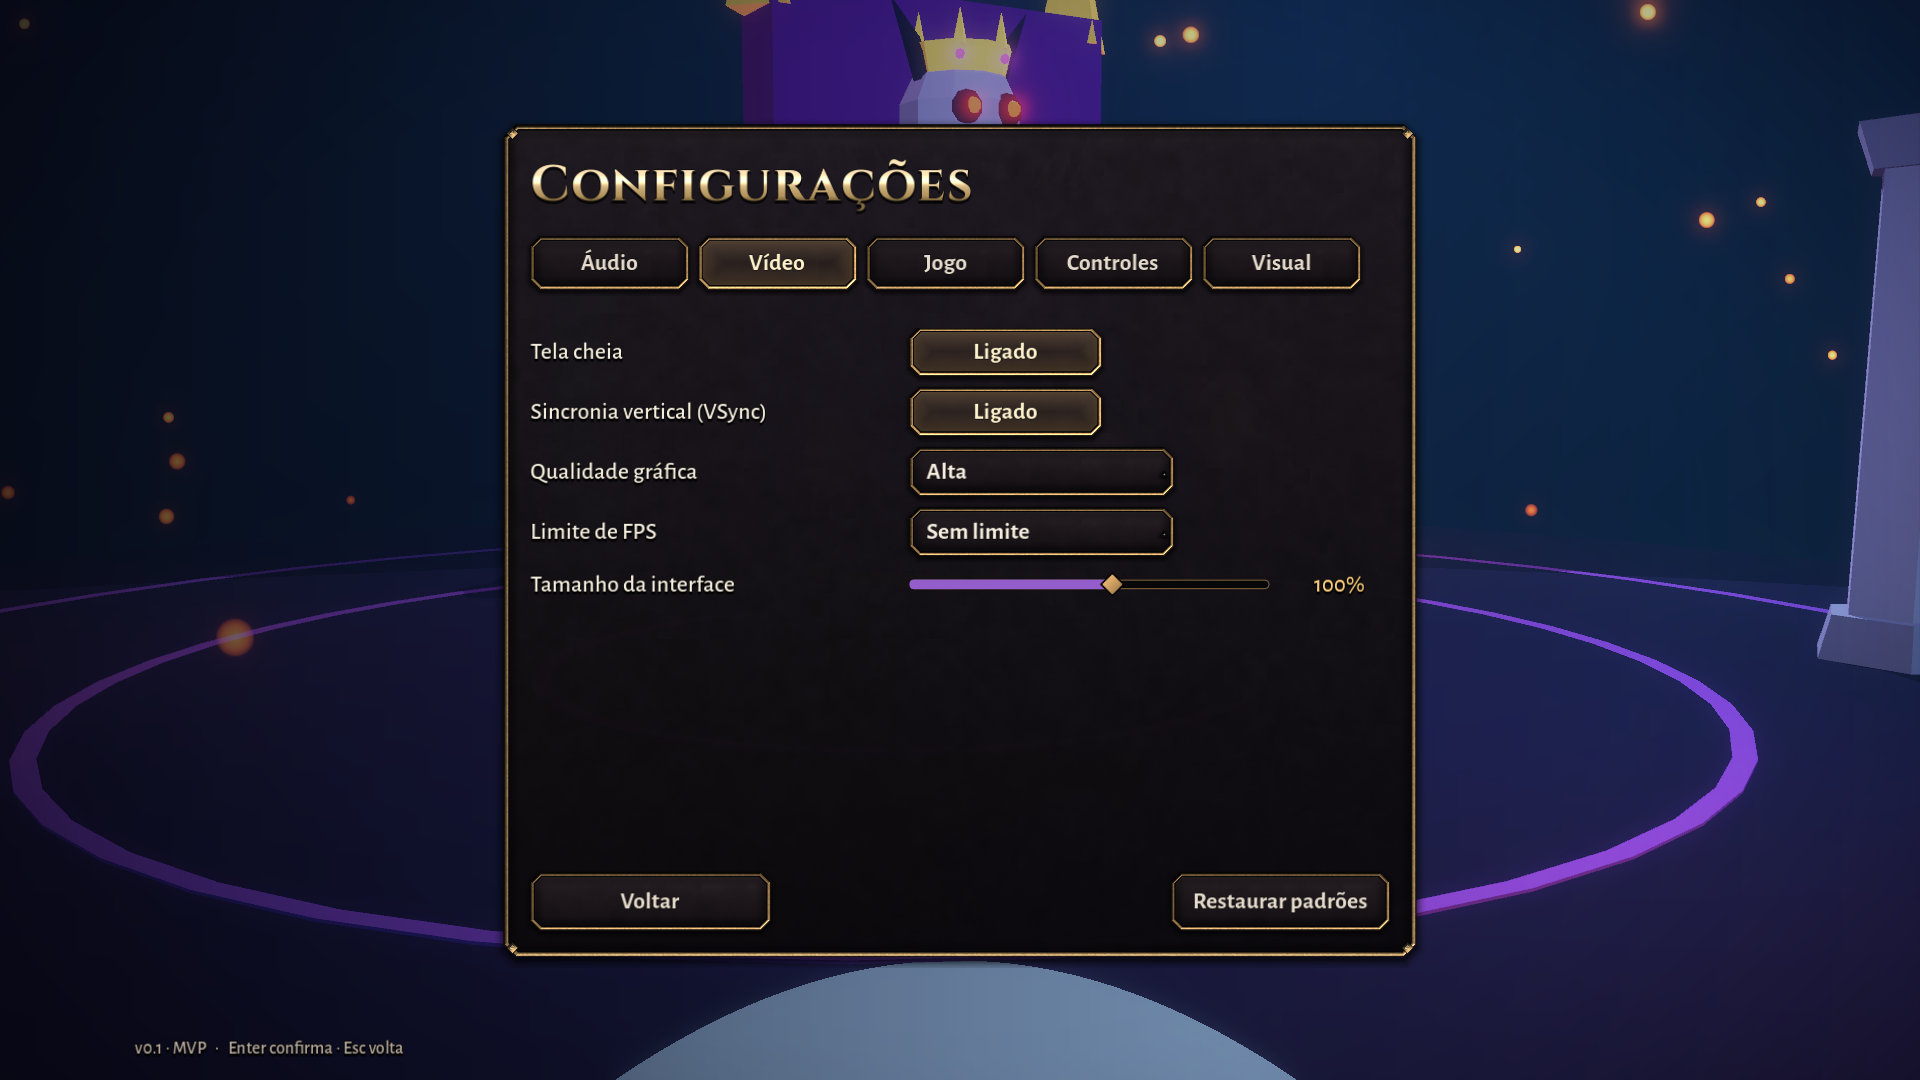 Configurações
Áudio Vídeo Jogo Controles Visual
Tela cheia Ligado
Sincronia vertical (VSync) Ligado
Qualidade gráfica Alta
Limite de FPS Sem limite
Tamanho da interface 100%
Voltar Restaurar padrões
v0.1 · MVP · Enter confirma · Esc volta